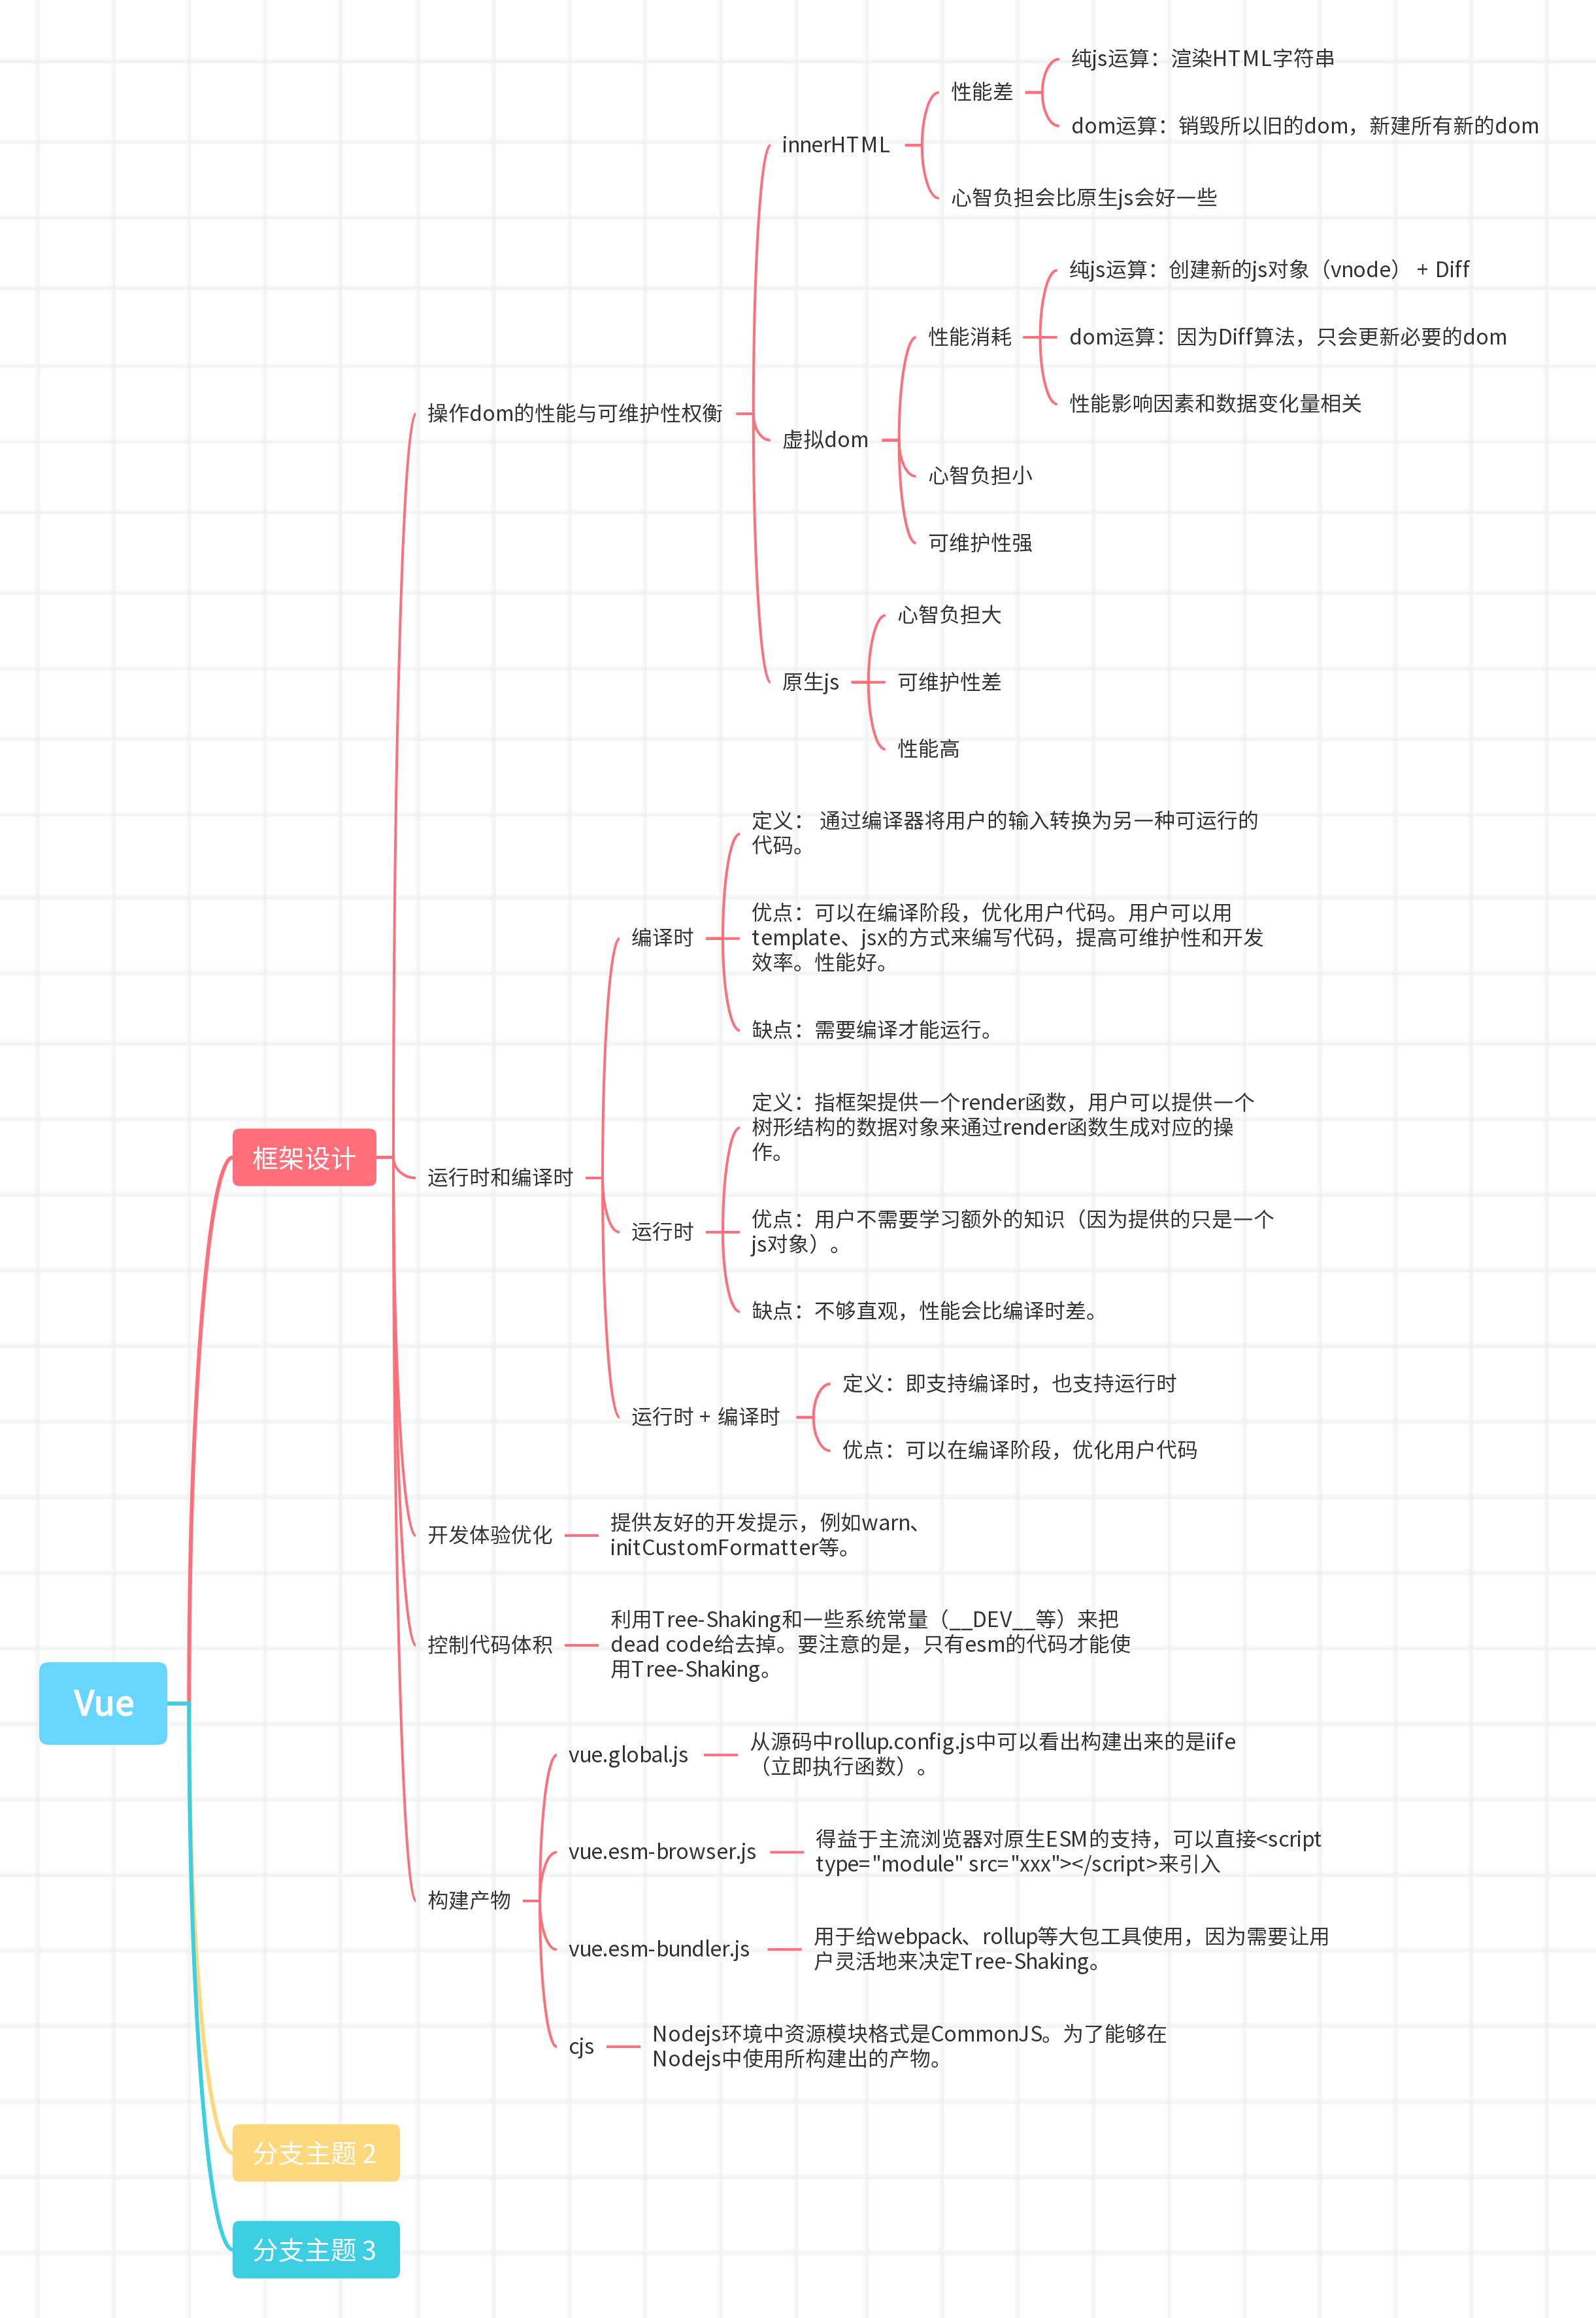 纯js运算：渲染HTML字符串
性能差
dom运算：销毁所以旧的dom，新建所有新的dom
innerHTML
心智负担会比原生js会好一些
纯js运算：创建新的js对象（vnode） + Diff
性能消耗
dom运算：因为Diff算法，只会更新必要的dom
性能影响因素和数据变化量相关
操作dom的性能与可维护性权衡
虚拟dom
心智负担小
可维护性强
心智负担大
原生js
可维护性差
性能高
定义： 通过编译器将用户的输入转换为另一种可运行的
代码。
编译时
优点：可以在编译阶段，优化用户代码。用户可以用
template、jsx的方式来编写代码，提高可维护性和开发
效率。性能好。
缺点：需要编译才能运行。
框架设计
运行时和编译时
定义：指框架提供一个render函数，用户可以提供一个
树形结构的数据对象来通过render函数生成对应的操
作。
运行时
优点：用户不需要学习额外的知识（因为提供的只是一个
js对象）。
缺点：不够直观，性能会比编译时差。
运行时 + 编译时
定义：即支持编译时，也支持运行时
优点：可以在编译阶段，优化用户代码
开发体验优化
提供友好的开发提示，例如warn、
initCustomFormatter等。
控制代码体积
利用Tree-Shaking和一些系统常量（__DEV__等）来把
dead code给去掉。要注意的是，只有esm的代码才能使
用Tree-Shaking。
Vue
vue.global.js
从源码中rollup.config.js中可以看出构建出来的是iife
（立即执行函数）。
vue.esm-browser.js
得益于主流浏览器对原生ESM的支持，可以直接<script
type="module" src="xxx"></script>来引入
构建产物
vue.esm-bundler.js
用于给webpack、rollup等大包工具使用，因为需要让用
户灵活地来决定Tree-Shaking。
cjs
Nodejs环境中资源模块格式是CommonJS。为了能够在
Nodejs中使用所构建出的产物。
分支主题 2
分支主题 3